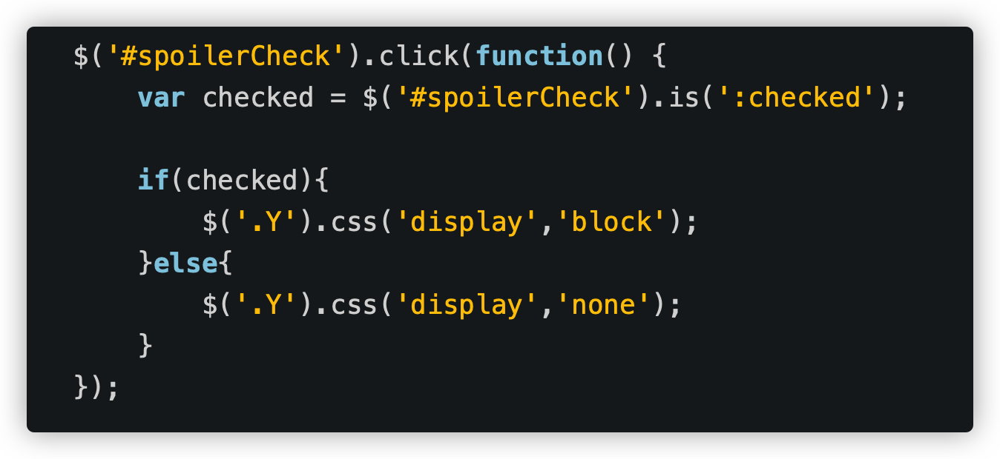 $('#spoilerCheck').click(function() {
    var checked = $('#spoilerCheck').is(':checked');

    if(checked){
        $('.Y').css('display','block');
    }else{
        $('.Y').css('display','none');
    }
});